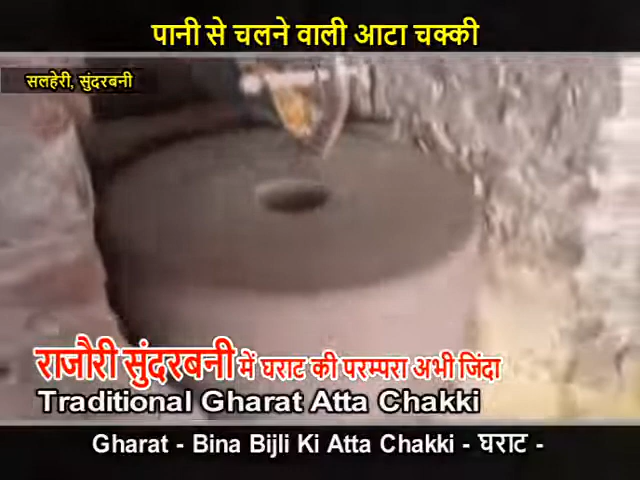 पानी से चलने वाली आटा चक्की
सलहेरी, सुंदरबनी
राजौरी सुंदरबनी में घराट की परम्परा अभी जिंदा
Traditional Gharat Atta Chakki
Gharat - Bina Bijli Ki Atta Chakki - घराट -